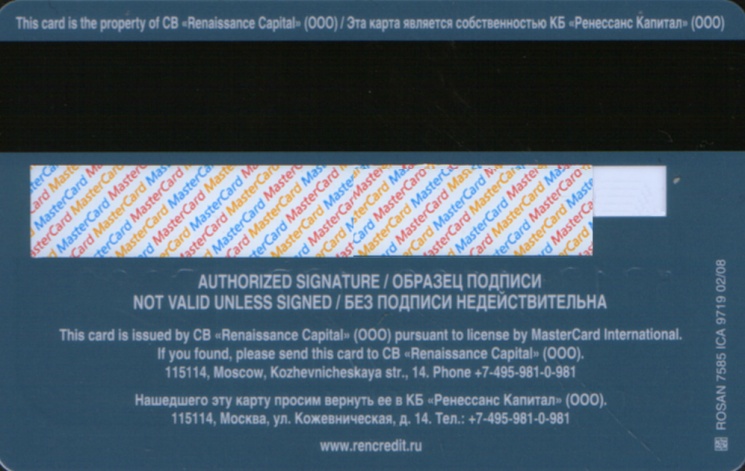 This card is the property of CB «Renaissance Capital» (OOO) / Эта карта является собственностью КБ «Ренессанс Капитал» (ООО)
MasterCard MasterCard MasterCard MasterCard
AUTHORIZED SIGNATURE / ОБРАЗЕЦ ПОДПИСИ
NOT VALID UNLESS SIGNED / БЕЗ ПОДПИСИ НЕДЕЙСТВИТЕЛЬНА
This card is issued by CB «Renaissance Capital» (OOO) pursuant to license by MasterCard International.
If you found, please send this card to CB «Renaissance Capital» (OOO).
115114, Moscow, Kozhevnicheskaya str., 14. Phone +7-495-981-0-981
Нашедшего эту карту просим вернуть ее в КБ «Ренессанс Капитал» (ООО).
115114, Москва, ул. Кожевническая, д. 14. Тел.: +7-495-981-0-981
www.rencredit.ru
ROSAN 7585 ICA 9719 02/08